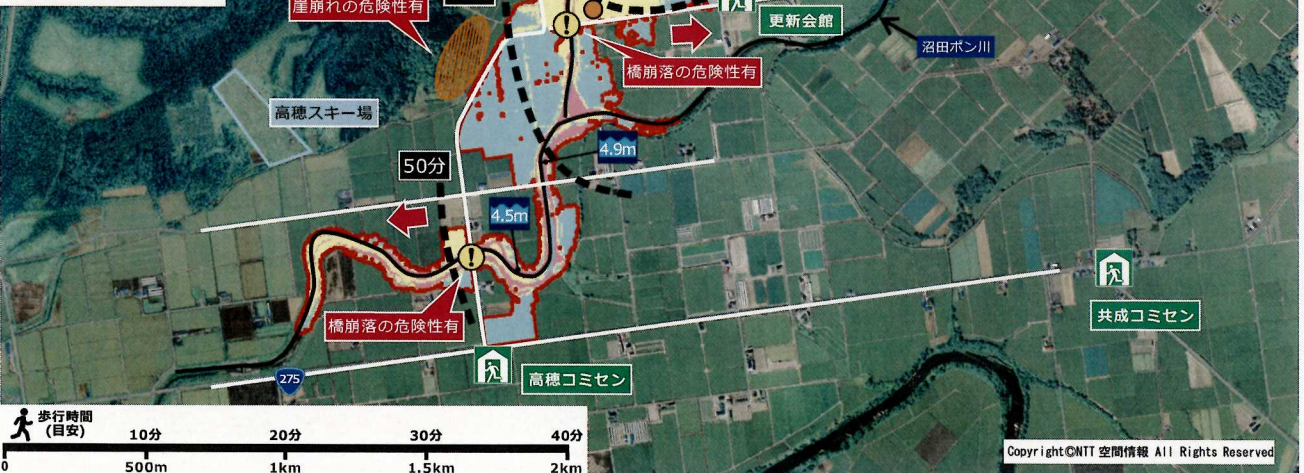 崖崩れの危険性有
更新会館
沼田ポン川
橋崩落の危険性有
高穂スキー場
4.9m
50分
4.5m
橋崩落の危険性有
共成コミセン
275
高穂コミセン
歩行時間
(目安)
10分
20分
30分
40分
0
500m
1km
1.5km
2km
Copyright©NTT 空間情報 All Rights Reserved